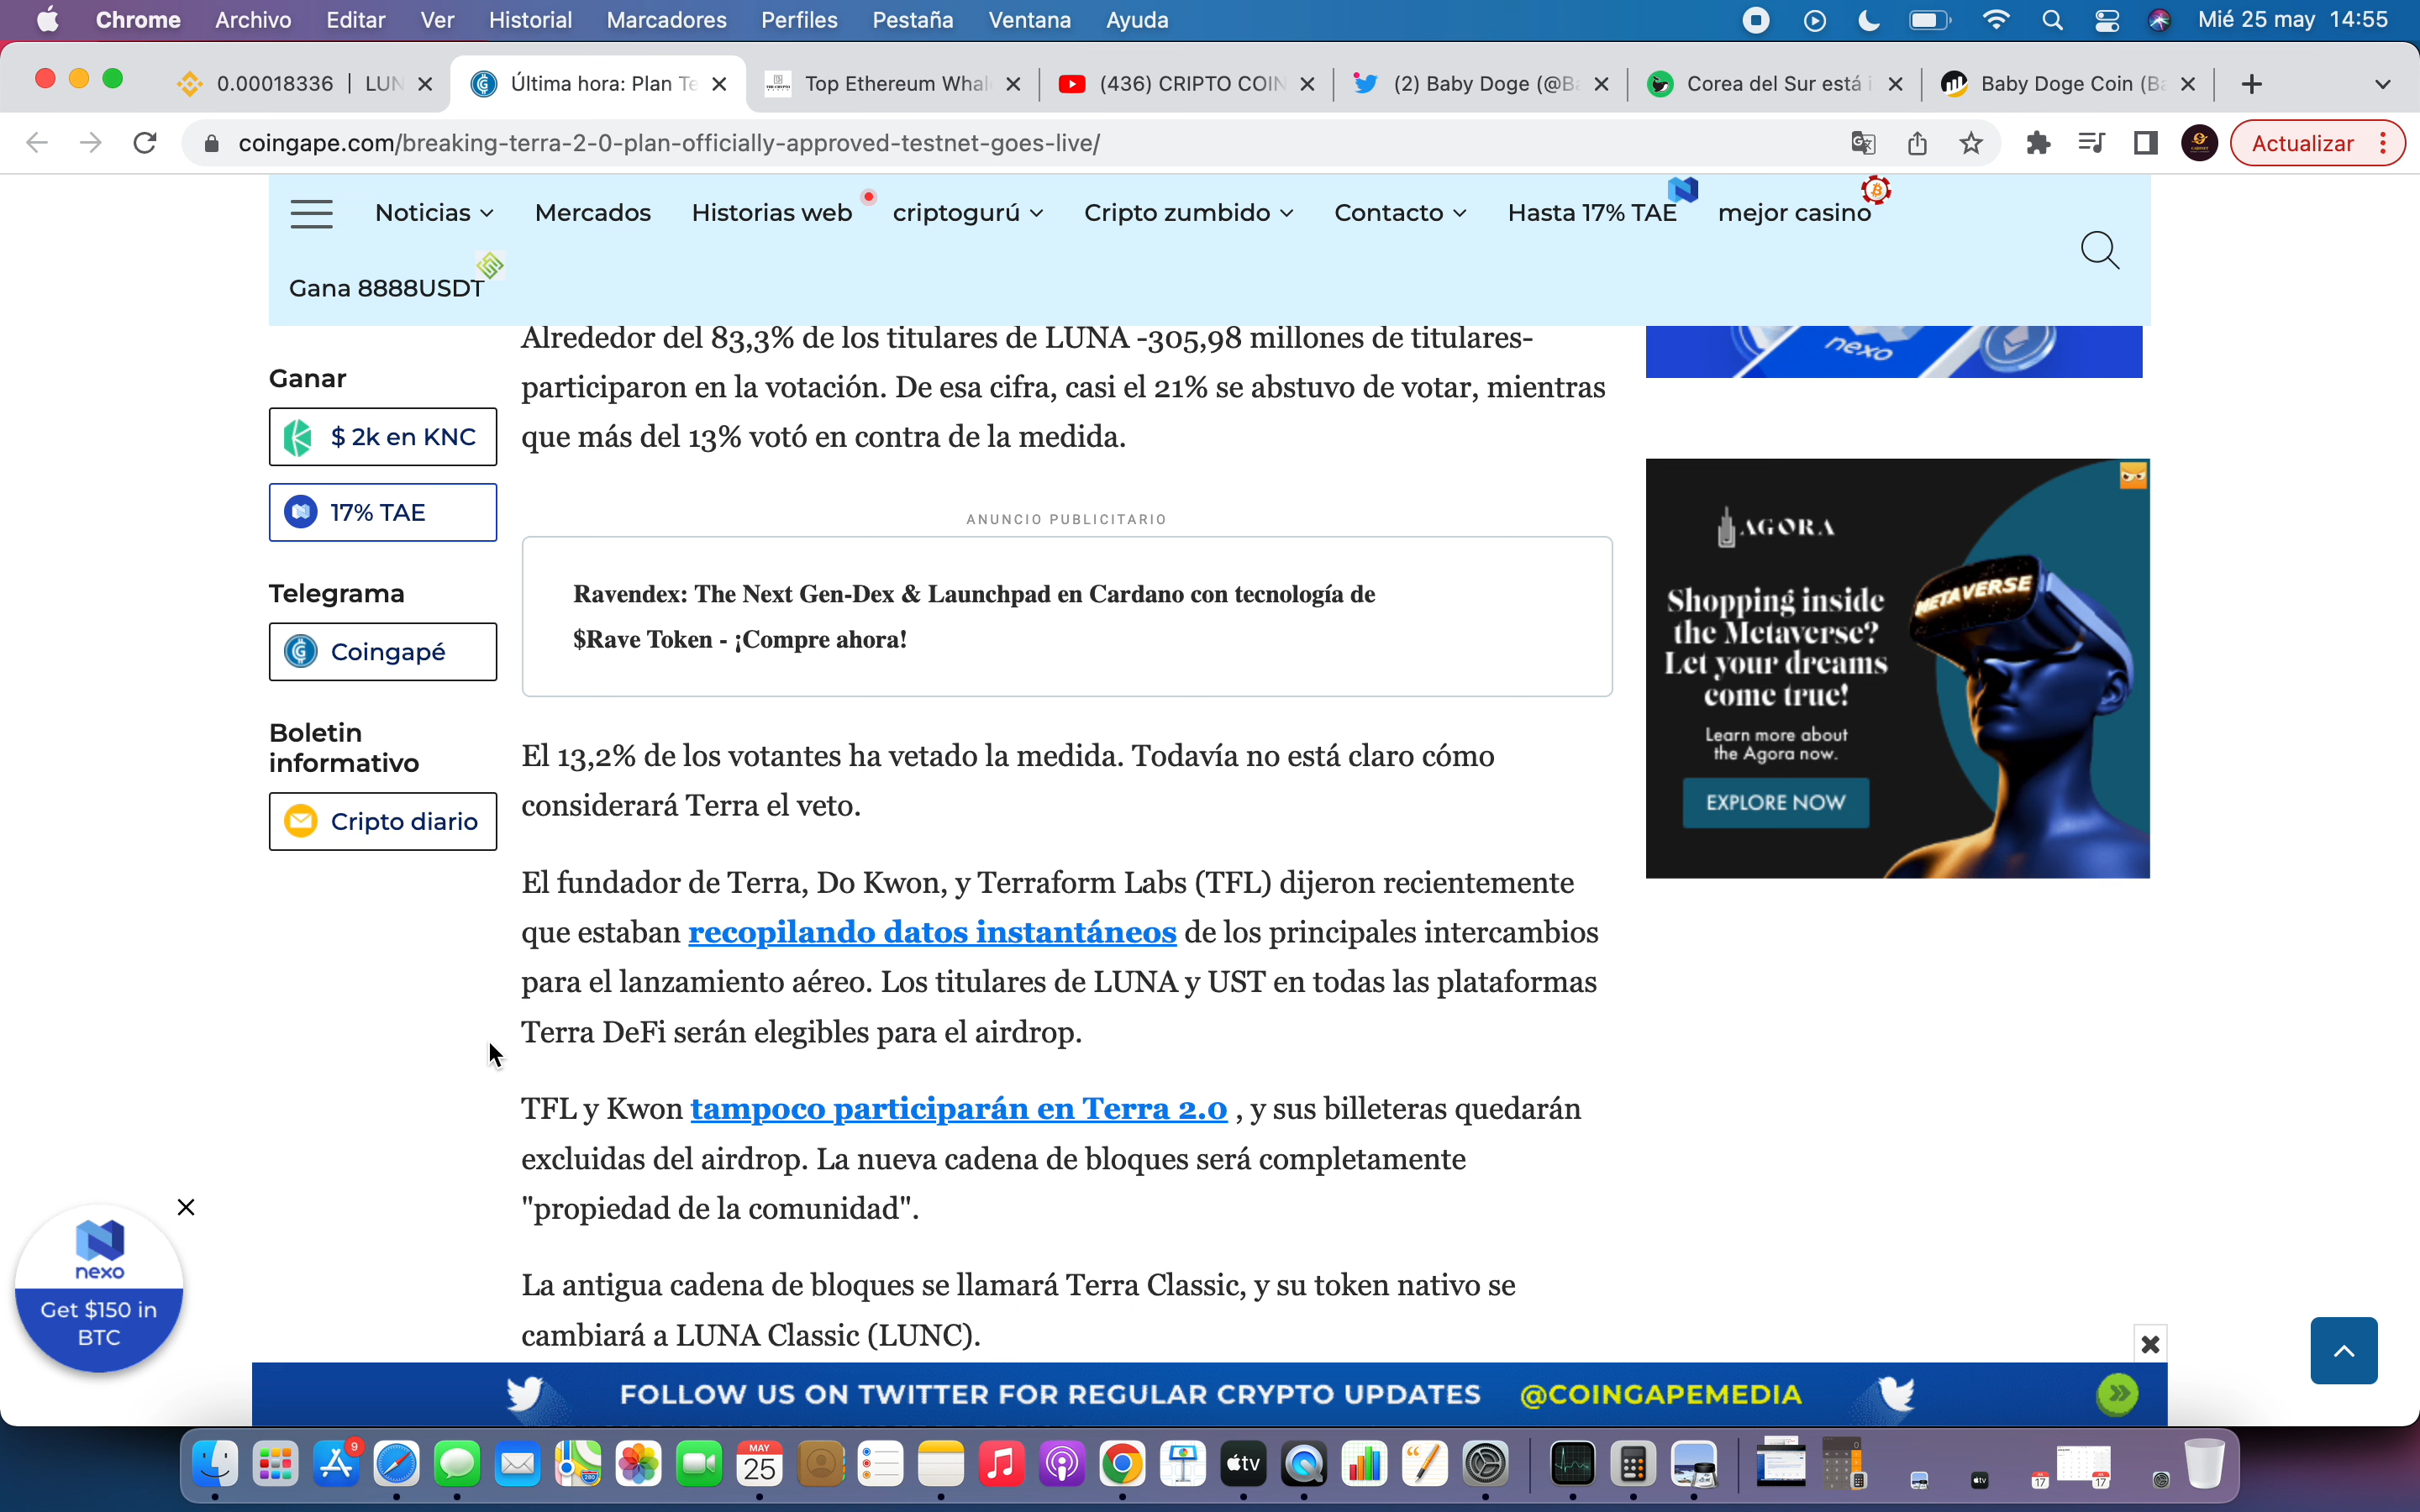 Chrome Archivo Editar Ver Historial Marcadores Perfiles Pestaña Ventana Ayuda Mié 25 may 14:55
0.00018336 | LUN Última hora: Plan Te Top Ethereum Whal (436) CRIPTO COIN (2) Baby Doge (@Ba Corea del Sur está i Baby Doge Coin (Ba
coingape.com/breaking-terra-2-0-plan-officially-approved-testnet-goes-live/ Actualizar
Noticias Mercados Historias web criptogurú Cripto zumbido Contacto Hasta 17% TAE mejor casino
Gana 8888USDT
Ganar
$ 2k en KNC
17% TAE
Telegrama
Coingapé
Boletin
informativo
Cripto diario
Alrededor del 83,3% de los titulares de LUNA -305,98 millones de titulares-
participaron en la votación. De esa cifra, casi el 21% se abstuvo de votar, mientras
que más del 13% votó en contra de la medida.
ANUNCIO PUBLICITARIO
Ravendex: The Next Gen-Dex & Launchpad en Cardano con tecnología de
$Rave Token - ¡Compre ahora!
El 13,2% de los votantes ha vetado la medida. Todavía no está claro cómo
considerará Terra el veto.
El fundador de Terra, Do Kwon, y Terraform Labs (TFL) dijeron recientemente
que estaban recopilando datos instantáneos de los principales intercambios
para el lanzamiento aéreo. Los titulares de LUNA y UST en todas las plataformas
Terra DeFi serán elegibles para el airdrop.
TFL y Kwon tampoco participarán en Terra 2.0 , y sus billeteras quedarán
excluidas del airdrop. La nueva cadena de bloques será completamente
"propiedad de la comunidad".
La antigua cadena de bloques se llamará Terra Classic, y su token nativo se
cambiará a LUNA Classic (LUNC).
nexo
AGORA
METAVERSE
Shopping inside
the Metaverse?
Let your dreams
come true!
Learn more about
the Agora now.
EXPLORE NOW
nexo
Get $150 in
BTC
FOLLOW US ON TWITTER FOR REGULAR CRYPTO UPDATES @COINGAPEMEDIA
9
MAY
25
tv
17
17